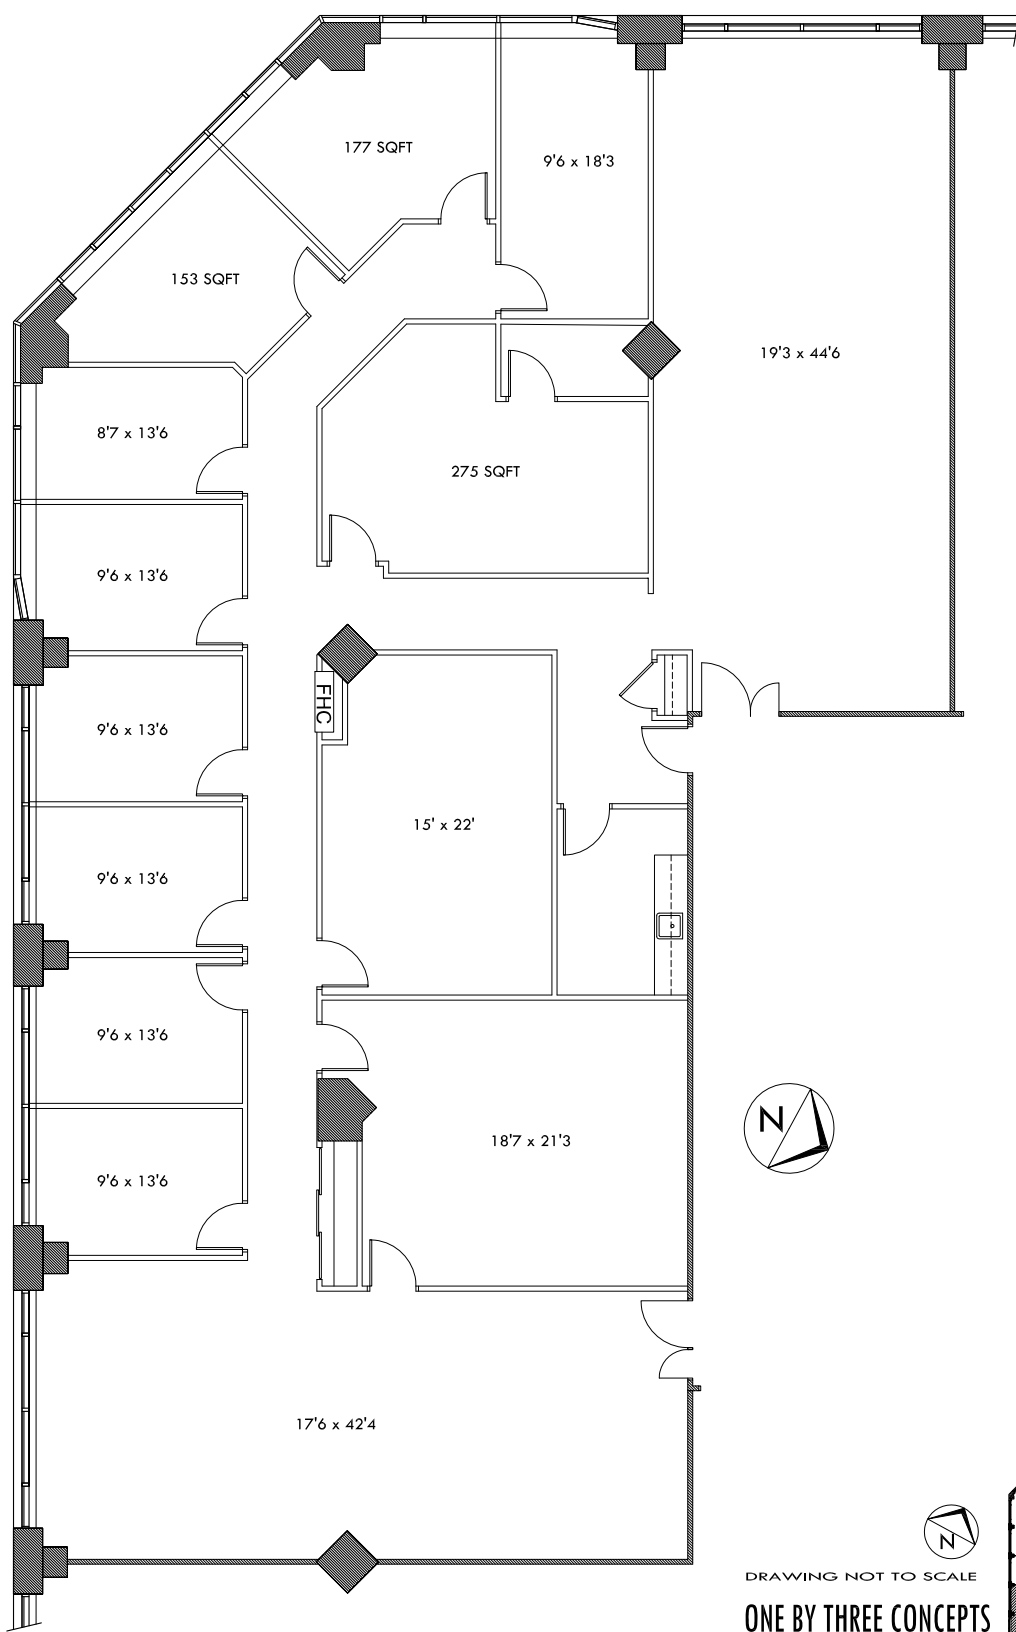 177 SQFT
9'6 x 18'3
153 SQFT
19'3 x 44'6
8'7 x 13'6
275 SQFT
9'6 x 13'6
FHC
9'6 x 13'6
15' x 22'
9'6 x 13'6
9'6 x 13'6
N
18'7 x 21'3
9'6 x 13'6
17'6 x 42'4
N
DRAWING NOT TO SCALE
ONE BY THREE CONCEPTS